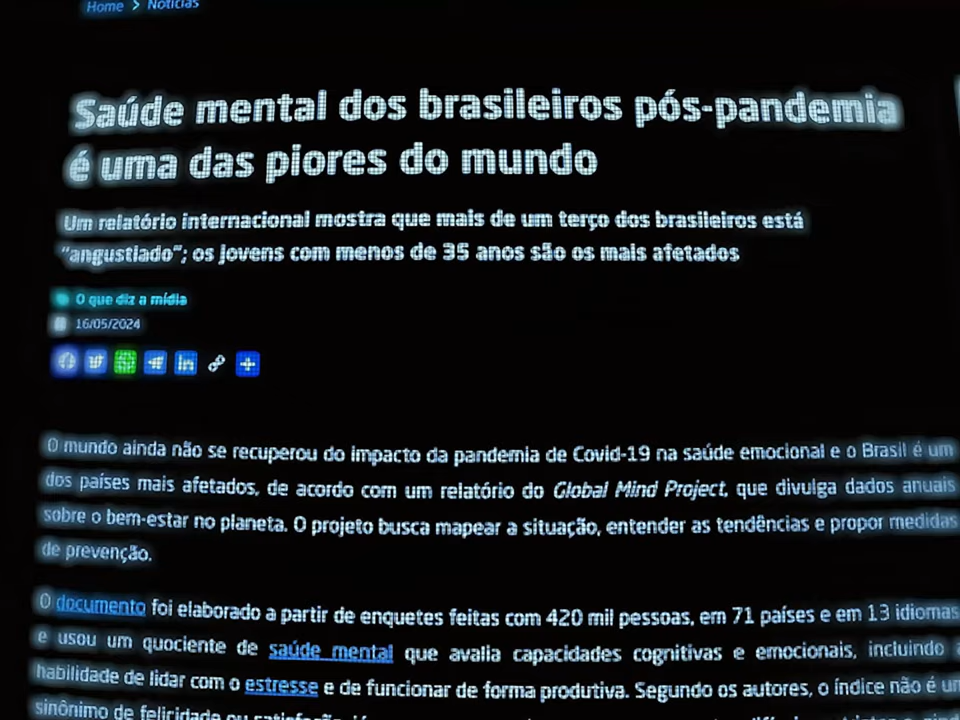 Home > Notícias
Saúde mental dos brasileiros pós-pandemia
é uma das piores do mundo
Um relatório internacional mostra que mais de um terço dos brasileiros está
"angustiado"; os jovens com menos de 35 anos são os mais afetados
O que diz a mídia
16/05/2024
O mundo ainda não se recuperou do impacto da pandemia de Covid-19 na saúde emocional e o Brasil é um
dos países mais afetados, de acordo com um relatório do Global Mind Project, que divulga dados anuais
sobre o bem-estar no planeta. O projeto busca mapear a situação, entender as tendências e propor medidas
de prevenção.
O documento foi elaborado a partir de enquetes feitas com 420 mil pessoas, em 71 países e em 13 idiomas
e usou um quociente de saúde mental que avalia capacidades cognitivas e emocionais, incluindo a
habilidade de lidar com o estresse e de funcionar de forma produtiva. Segundo os autores, o índice não é um
sinônimo de felicidade ou satisfação